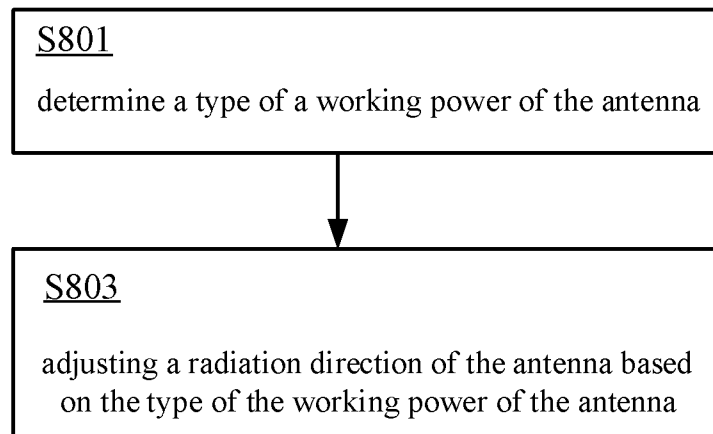 S801
determine a type of a working power of the antenna
S803
adjusting a radiation direction of the antenna based
on the type of the working power of the antenna